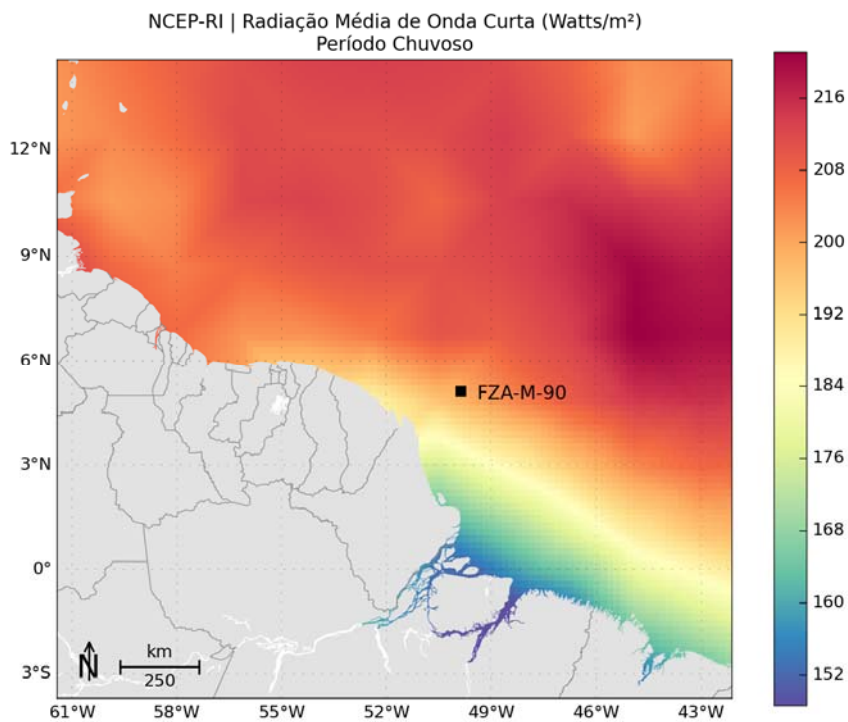 NCEP-RI | Radiação Média de Onda Curta (Watts/m²)
Período Chuvoso
216
12°N
208
9°N
200
192
6°N
FZA-M-90
184
3°N
176
168
0°
160
N
km
250
152
3°S
61°W
58°W
55°W
52°W
49°W
46°W
43°W